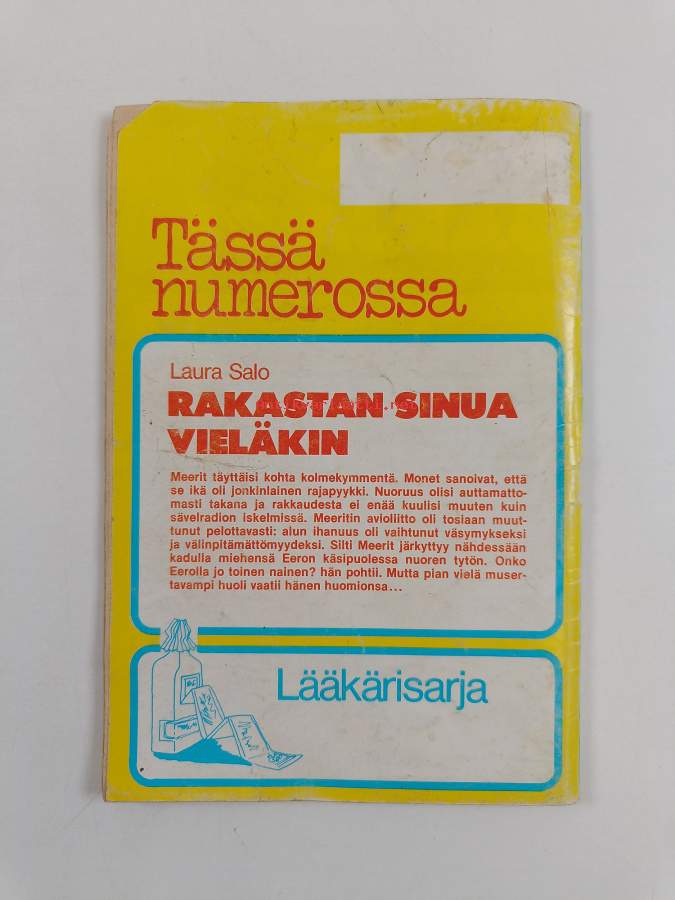 Tässä
numerossa
Laura Salo
RAKASTAN SINUA
VIELÄKIN
Meerit täyttäisi kohta kolmekymmentä. Monet sanoivat, että
se ikä oli jonkinlainen rajapyykki. Nuoruus olisi auttamatto-
masti takana ja rakkaudesta ei enää kuulisi muuten kuin
sävelradion iskelmissä. Meeritin avioliitto oli tosiaan muut-
tunut pelottavasti: alun ihanuus oli vaihtunut väsymykseksi
ja välinpitämättömyydeksi. Silti Meerit järkyttyy nähdessään
kadulla miehensä Eeron käsipuolessa nuoren tytön. Onko
Eerolla jo toinen nainen? hän pohtii. Mutta pian vielä muser-
tavampi huoli vaatii hänen huomionsa...
Lääkärisarja